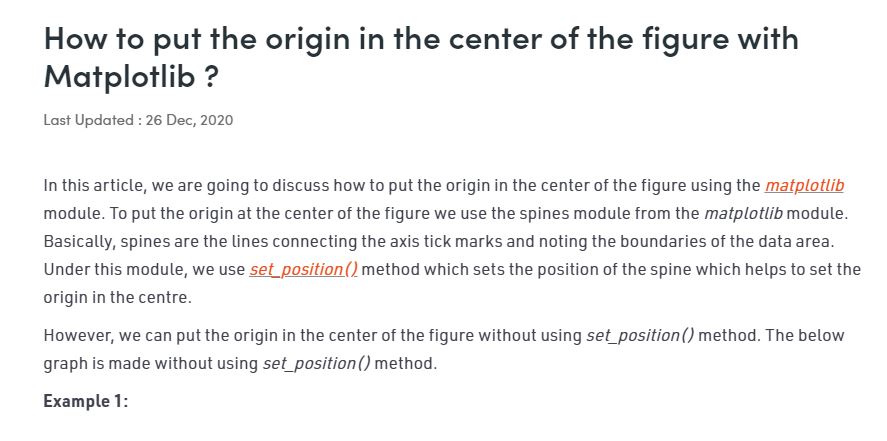 How to put the origin in the center of the figure with
Matplotlib ?
Last Updated : 26 Dec, 2020
In this article, we are going to discuss how to put the origin in the center of the figure using the matplotlib
module. To put the origin at the center of the figure we use the spines module from the matplotlib module.
Basically, spines are the lines connecting the axis tick marks and noting the boundaries of the data area.
Under this module, we use set_position() method which sets the position of the spine which helps to set the
origin in the centre.
However, we can put the origin in the center of the figure without using set_position() method. The below
graph is made without using set_position() method.
Example 1: